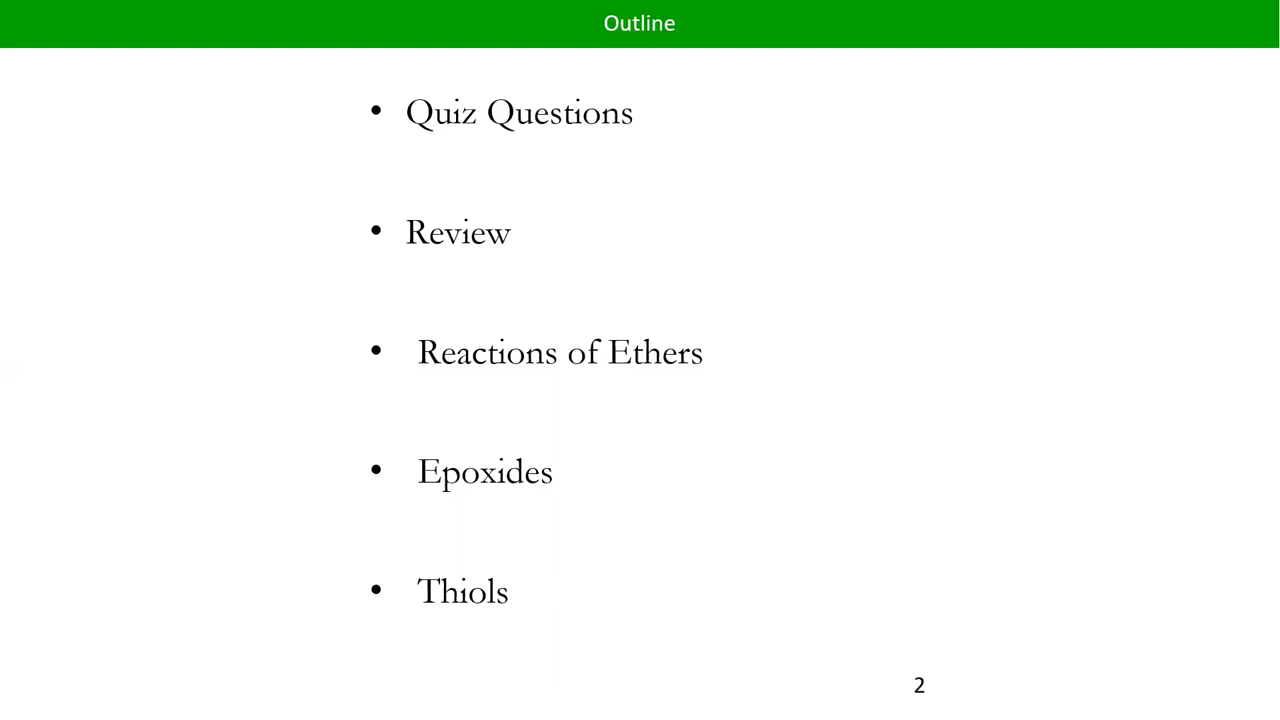 Outline
• Quiz Questions
• Review
• Reactions of Ethers
• Epoxides
• Thiols
2